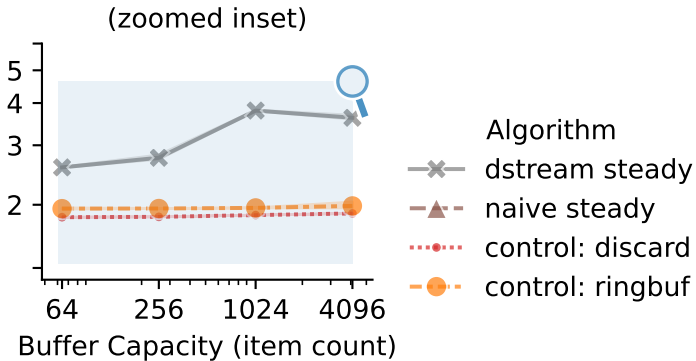 (zoomed inset)
5
4
3
2
64 256 1024 4096
Buffer Capacity (item count)
Algorithm
dstream steady
naive steady
control: discard
control: ringbuf